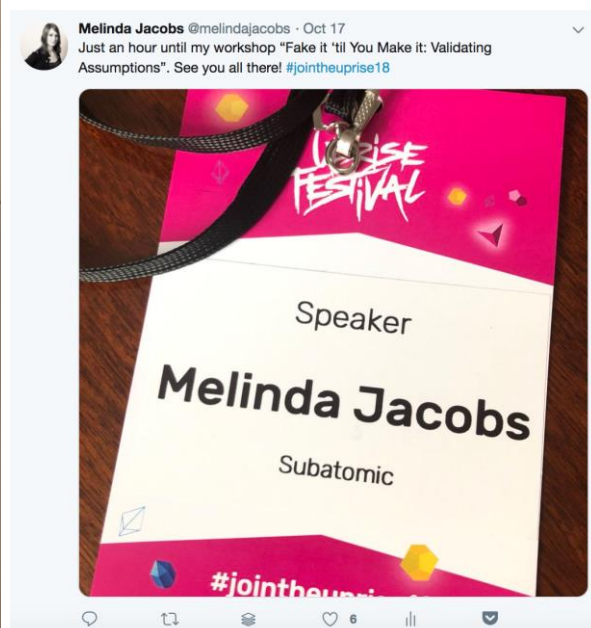 Melinda Jacobs @melindajacobs · Oct 17
Just an hour until my workshop “Fake it ‘til You Make it: Validating
Assumptions”. See you all there! #jointheuprise18
FESTIVAL
Speaker
Melinda Jacobs
Subatomic
6